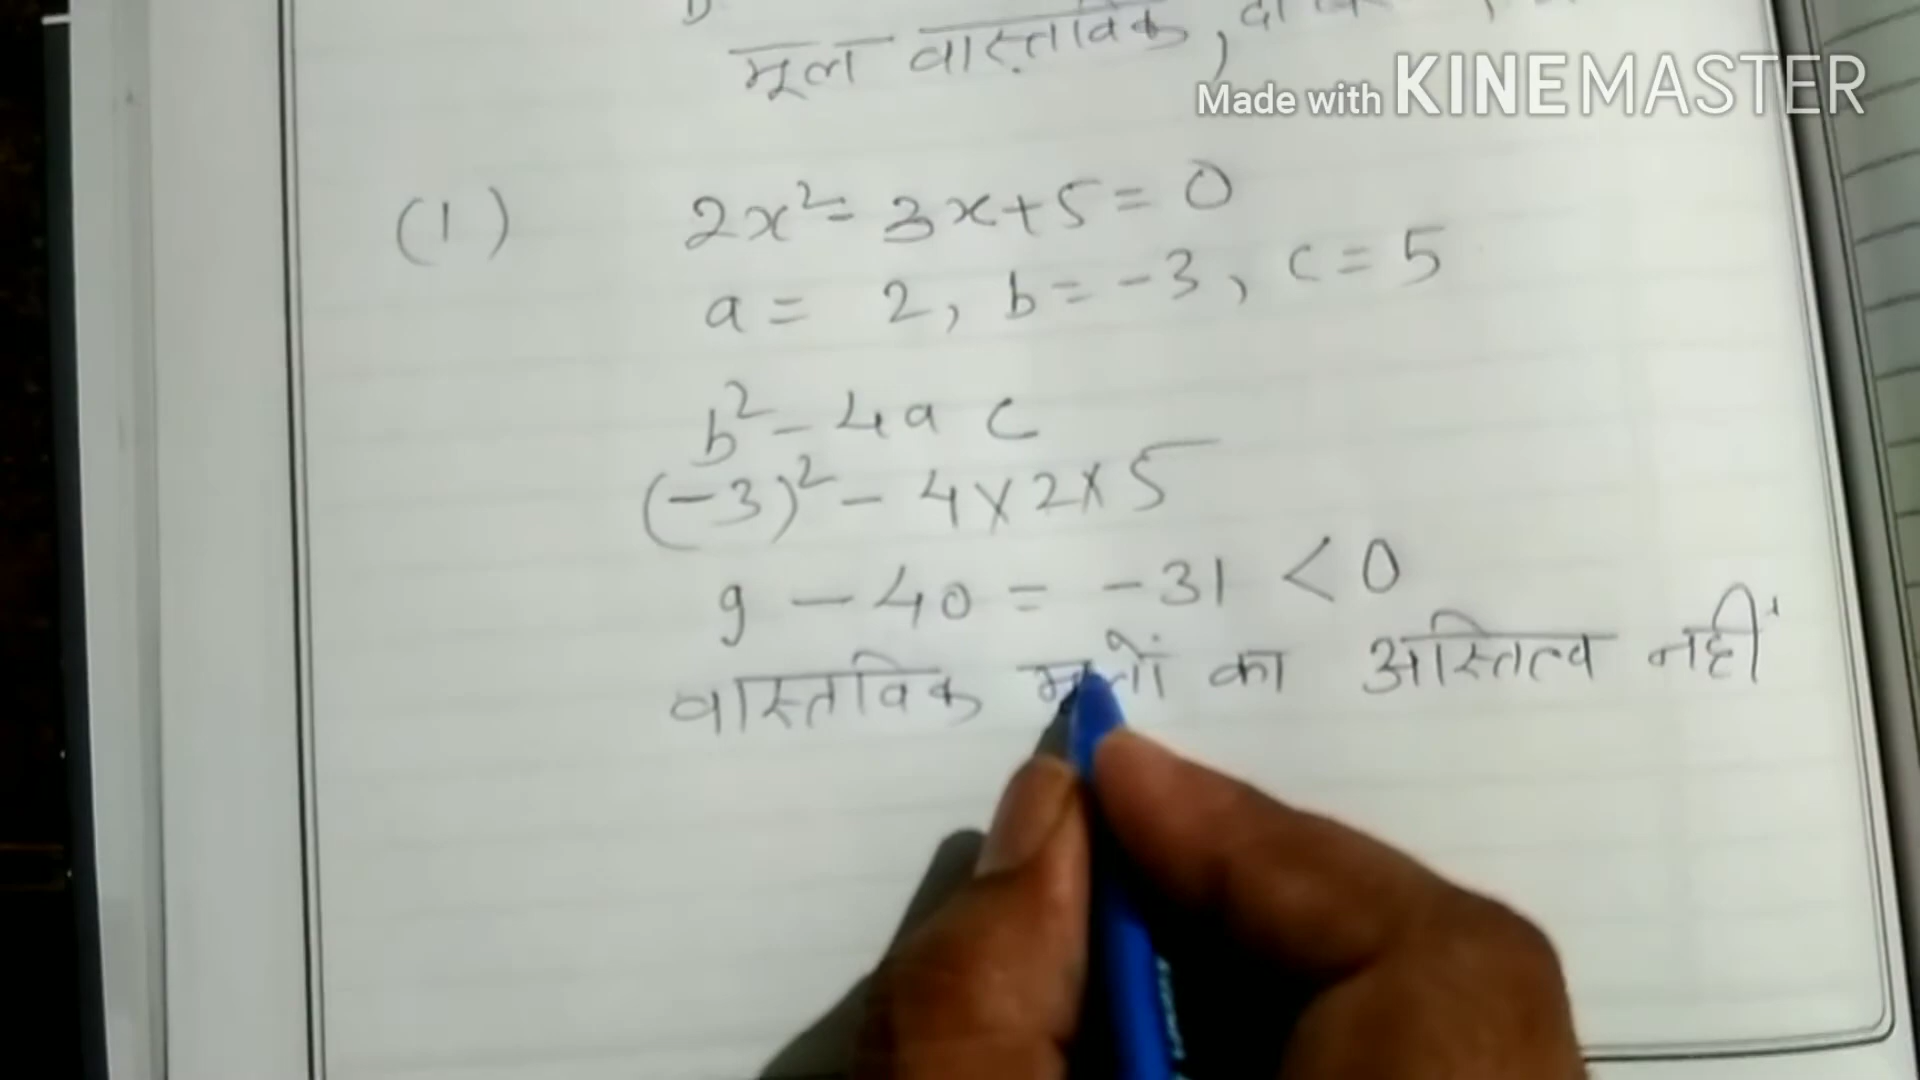 मूल वास्तविक,
Made with KINEMASTER
(1) 2x² = 3x+5 = 0
a = 2, b = -3, c = 5
b² - 4a c
(-3)² - 4×2×5
9 - 40 = -31 < 0
वास्तविक मूलों का अस्तित्व नहीं